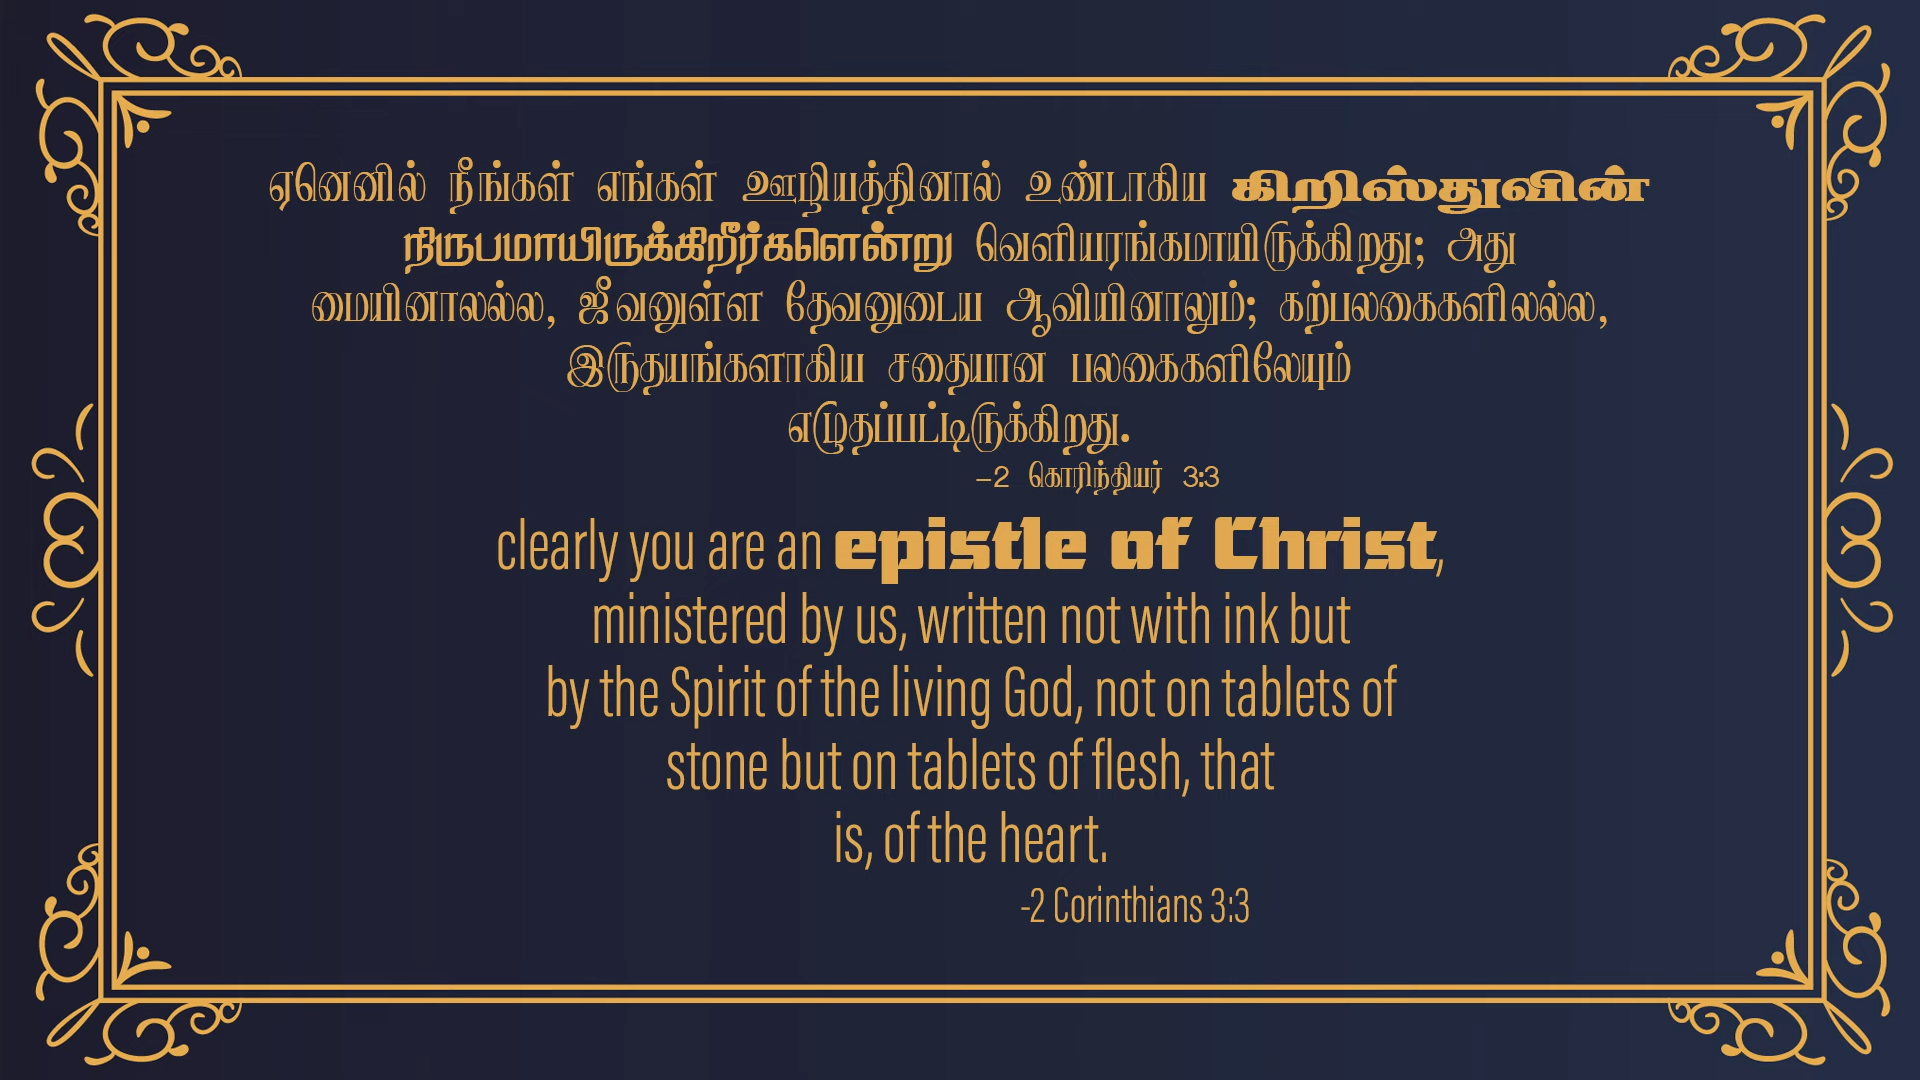 ஏனெனில் நீங்கள் எங்கள் ஊழியத்தினால் உண்டாகிய கிறிஸ்துவின்
நிருபமாயிருக்கிறீர்களென்று வெளியரங்கமாயிருக்கிறது; அது
மையினாலல்ல, ஜீவனுள்ள தேவனுடைய ஆவியினாலும்; கற்பலகைகளிலல்ல,
இருதயங்களாகிய சதையான பலகைகளிலேயும்
எழுதப்பட்டிருக்கிறது.
-2 கொரிந்தியர் 3:3
clearly you are an epistle of Christ,
ministered by us, written not with ink but
by the Spirit of the living God, not on tablets of
stone but on tablets of flesh, that
is, of the heart.
-2 Corinthians 3:3